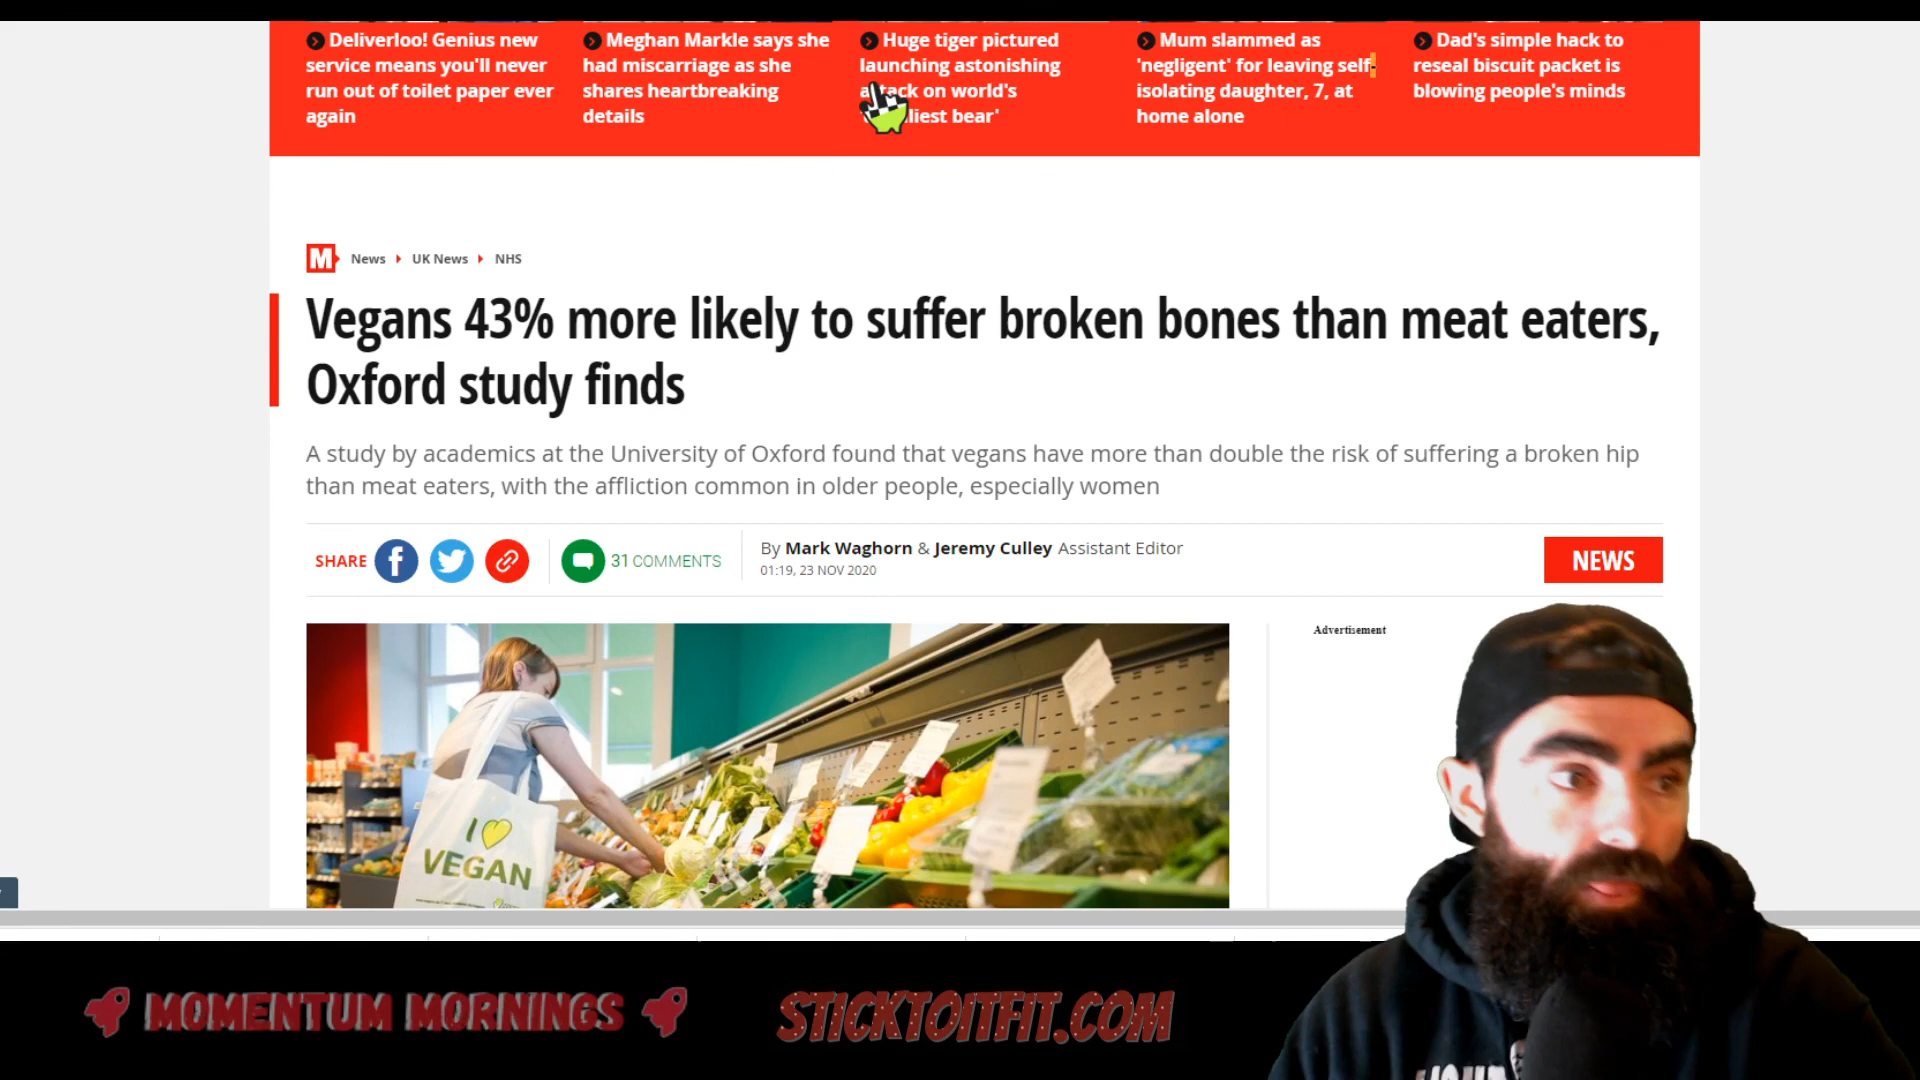 Deliverloo! Genius new
service means you'll never
run out of toilet paper ever
again
Meghan Markle says she
had miscarriage as she
shares heartbreaking
details
Huge tiger pictured
launching astonishing
on world's
bear'
Mum slammed as
'negligent' for leaving self-
isolating daughter, 7, at
home alone
Dad's simple hack to
reseal biscuit packet is
blowing people's minds
M News UK News NHS
Vegans 43% more likely to suffer broken bones than meat eaters,
Oxford study finds
A study by academics at the University of Oxford found that vegans have more than double the risk of suffering a broken hip
than meat eaters, with the affliction common in older people, especially women
SHARE f 31 COMMENTS
By Mark Waghorn & Jeremy Culley Assistant Editor
01:19, 23 NOV 2020
NEWS
Advertisement
I
VEGAN
MOMENTUM MORNINGS
STICKTOITFIT.COM